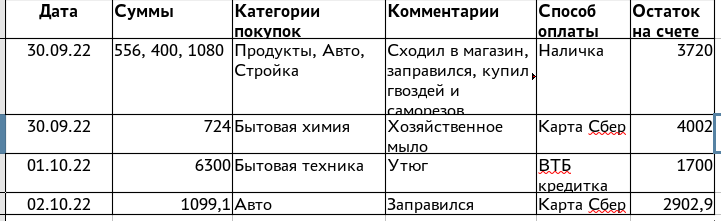 Дата Суммы Категории покупок Комментарии Способ оплаты Остаток на счете
30.09.22 556, 400, 1080 Продукты, Авто, Стройка Сходил в магазин, заправился, купил гвоздей и саморезов Наличка 3720
30.09.22 724 Бытовая химия Хозяйственное мыло Карта Сбер 4002
01.10.22 6300 Бытовая техника Утюг ВТБ кредитка 1700
02.10.22 1099,1 Авто Заправился Карта Сбер 2902,9